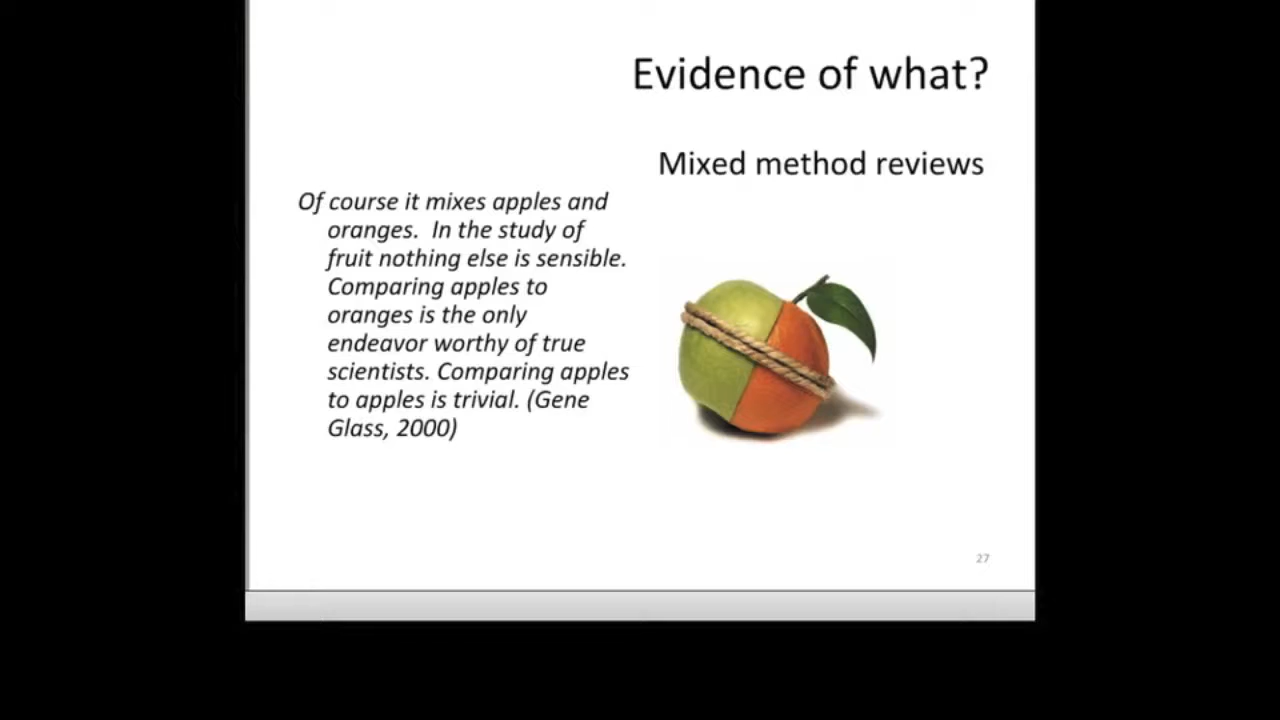 Evidence of what?
Mixed method reviews
Of course it mixes apples and
oranges.  In the study of
fruit nothing else is sensible.
Comparing apples to
oranges is the only
endeavor worthy of true
scientists. Comparing apples
to apples is trivial. (Gene
Glass, 2000)
27